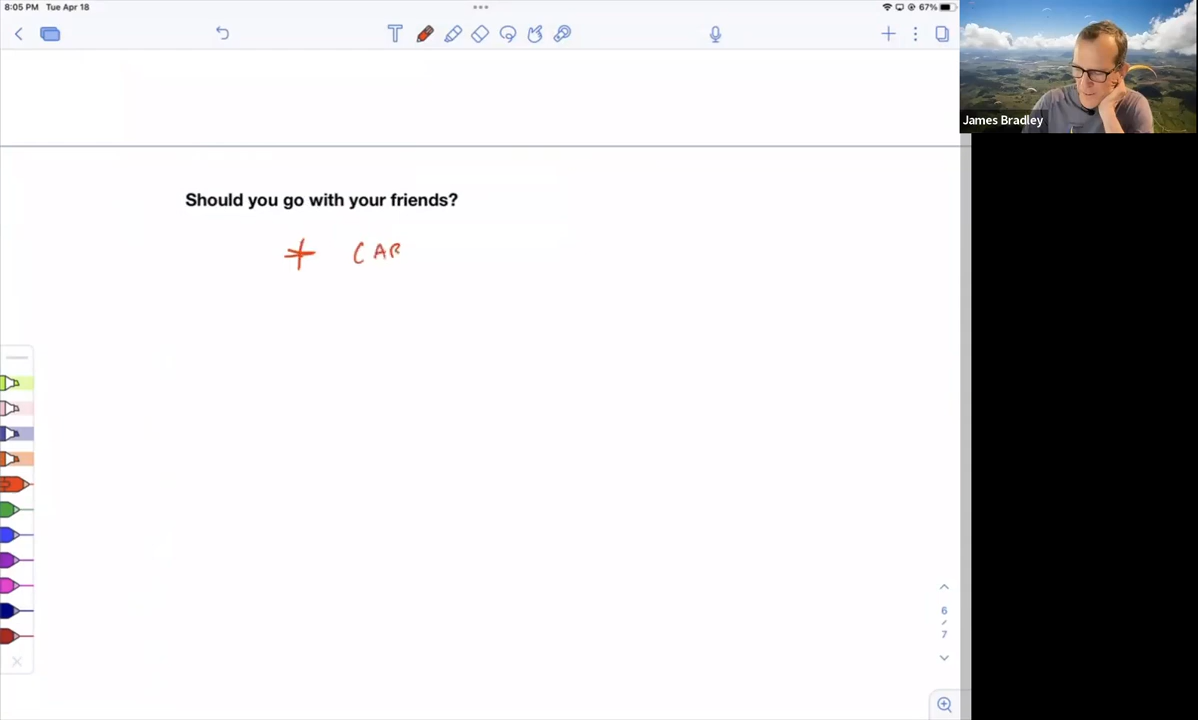 8:05 PM Tue Apr 18
67%
James Bradley
Should you go with your friends?
+ CAR
6
/
7